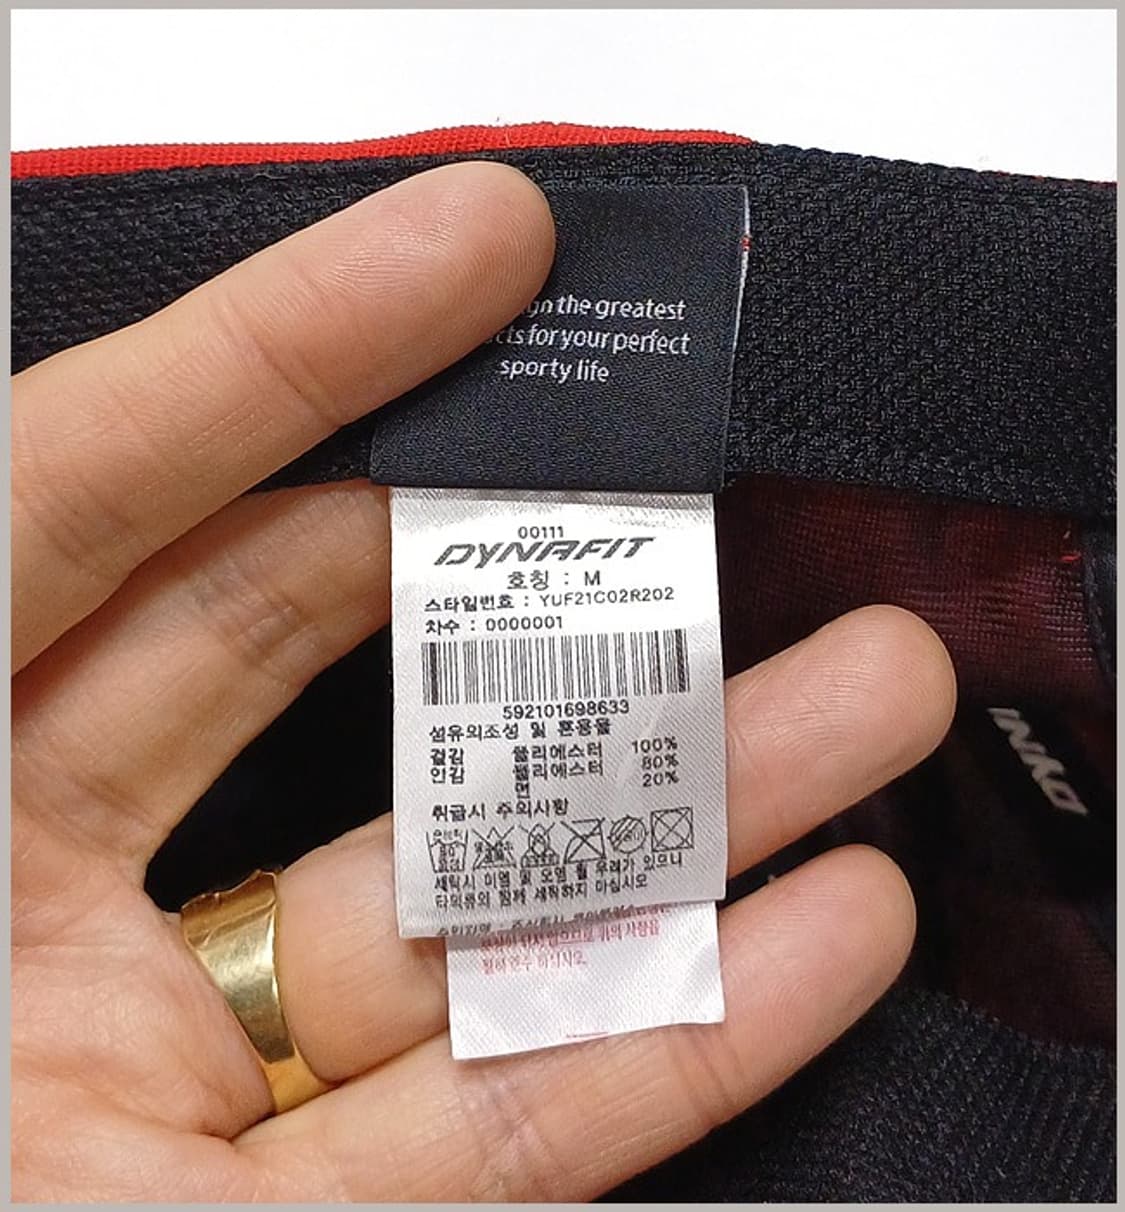 the greatest
for your perfect
sporty life
00111
DYNAFIT
호칭 : M
스타일번호 : YUF21C02R202
차수 : 0000001
592101698633
섬유의조성 및 혼용율
겉감 폴리에스터 100%
안감 폴리에스터 80%
면 20%
취급시 주의사항
세탁시 이염 및 오염 될 우려가 있으니
타의류와 함께 세탁하지 마십시오